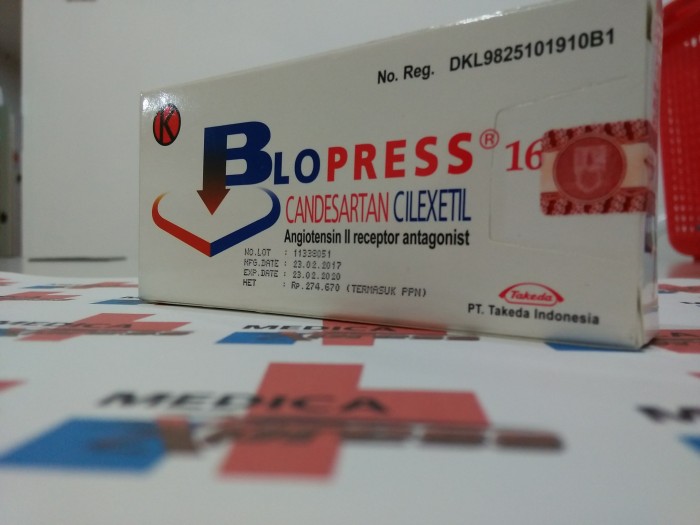 No. Reg. DKL9825101910B1
K
BLOPRESS® 16
CANDESARTAN CILEXETIL
Angiotensin II receptor antagonist
NO.LOT : 11338051
MFG.DATE : 23.02.2017
EXP.DATE : 23.02.2020
HET : Rp.274.670 (TERMASUK PPN)
Takeda
PT. Takeda Indonesia
MEDICA
MEDICA